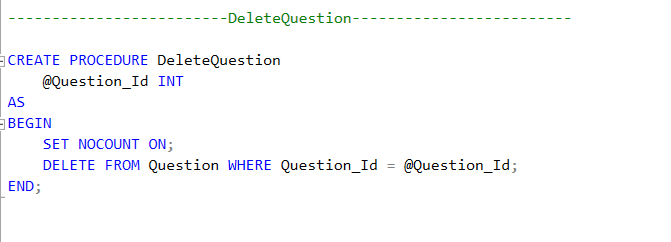 -------------------------DeleteQuestion-------------------------
CREATE PROCEDURE DeleteQuestion
    @Question_Id INT
AS
BEGIN
    SET NOCOUNT ON;
    DELETE FROM Question WHERE Question_Id = @Question_Id;
END;